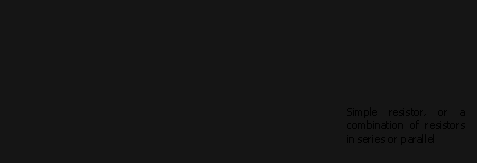 Simple resistor, or a
combination of resistors
in series or parallel